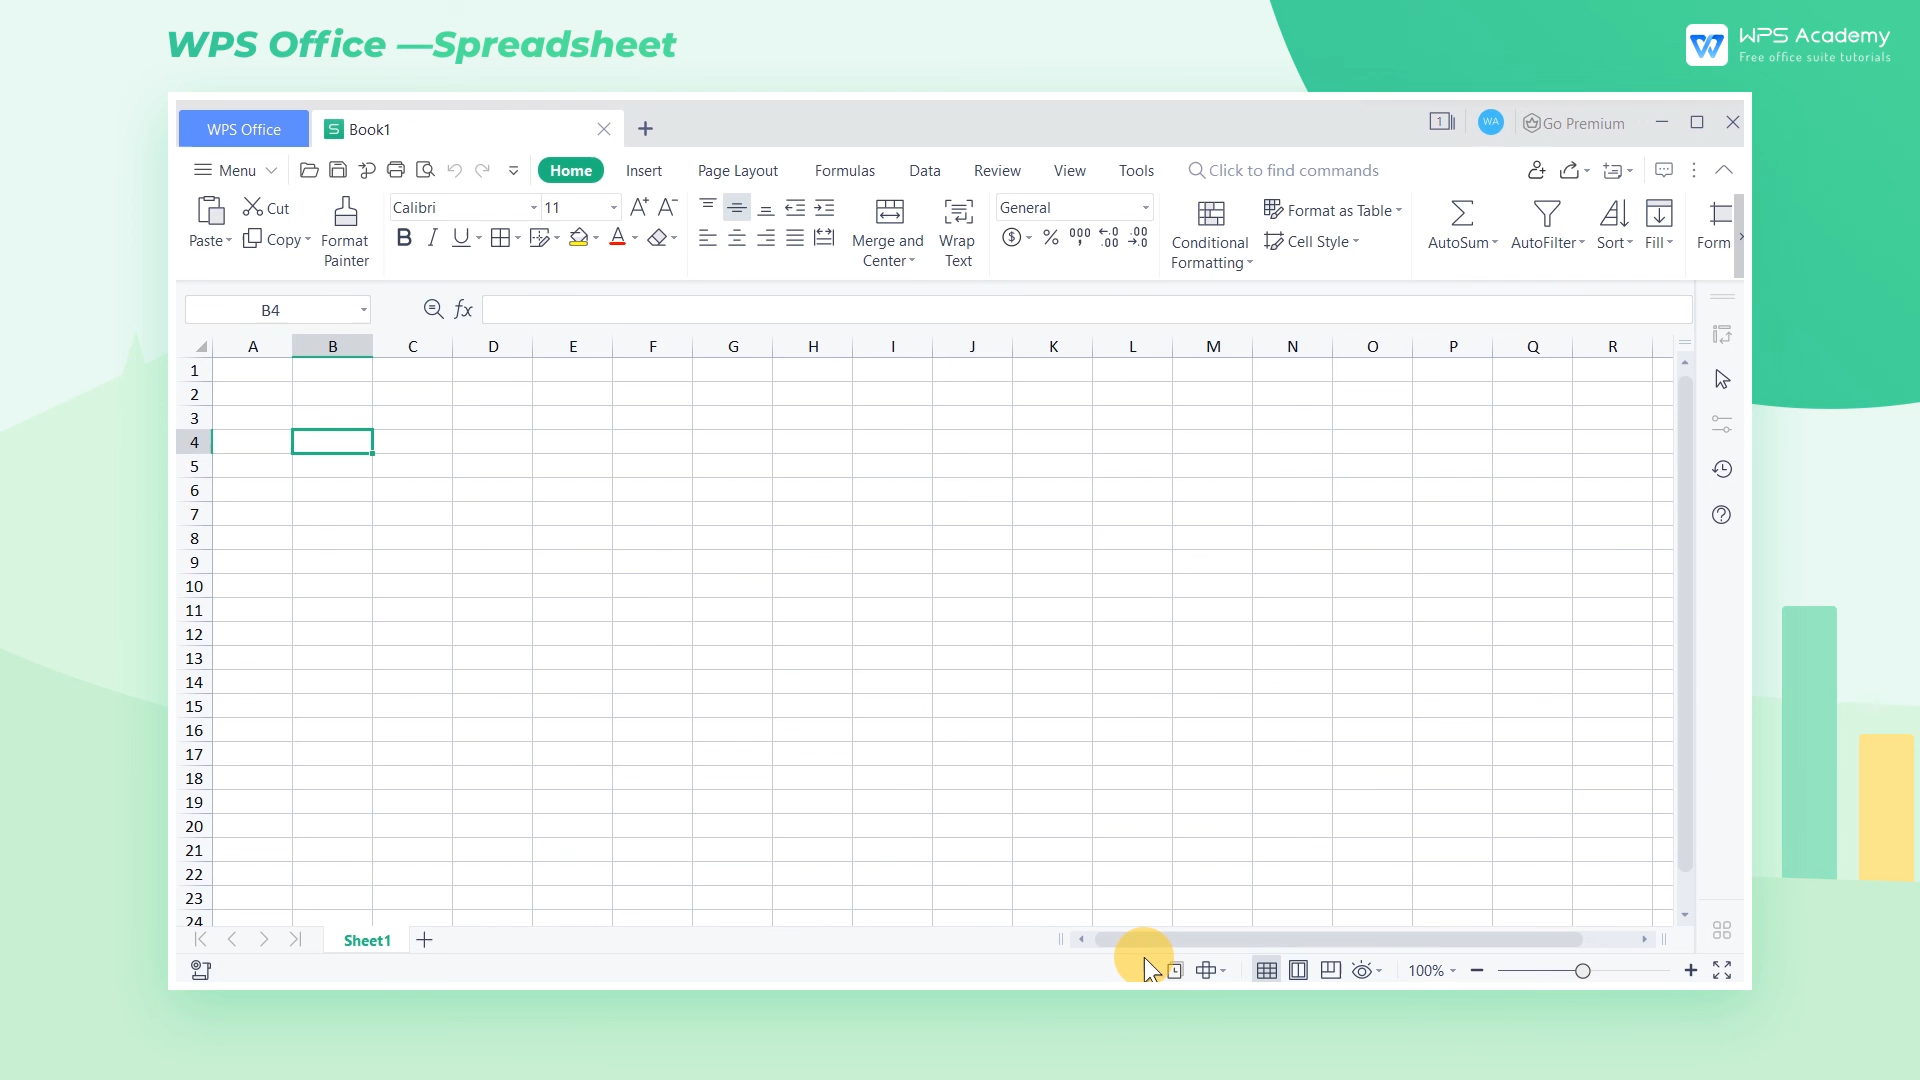 WPS Office —Spreadsheet
WPS Academy
Free office suite tutorials
WPS Office
Book1
1
WA
Go Premium
Menu
Home
Insert
Page Layout
Formulas
Data
Review
View
Tools
Click to find commands
Paste
Cut
Copy
Format
Painter
Calibri
11
Merge and
Center
Wrap
Text
General
Conditional
Formatting
Format as Table
Cell Style
AutoSum
AutoFilter
Sort
Fill
Form
B4
fx
A B C D E F G H I J K L M N O P Q R
1
2
3
4
5
6
7
8
9
10
11
12
13
14
15
16
17
18
19
20
21
22
23
24
Sheet1
100%